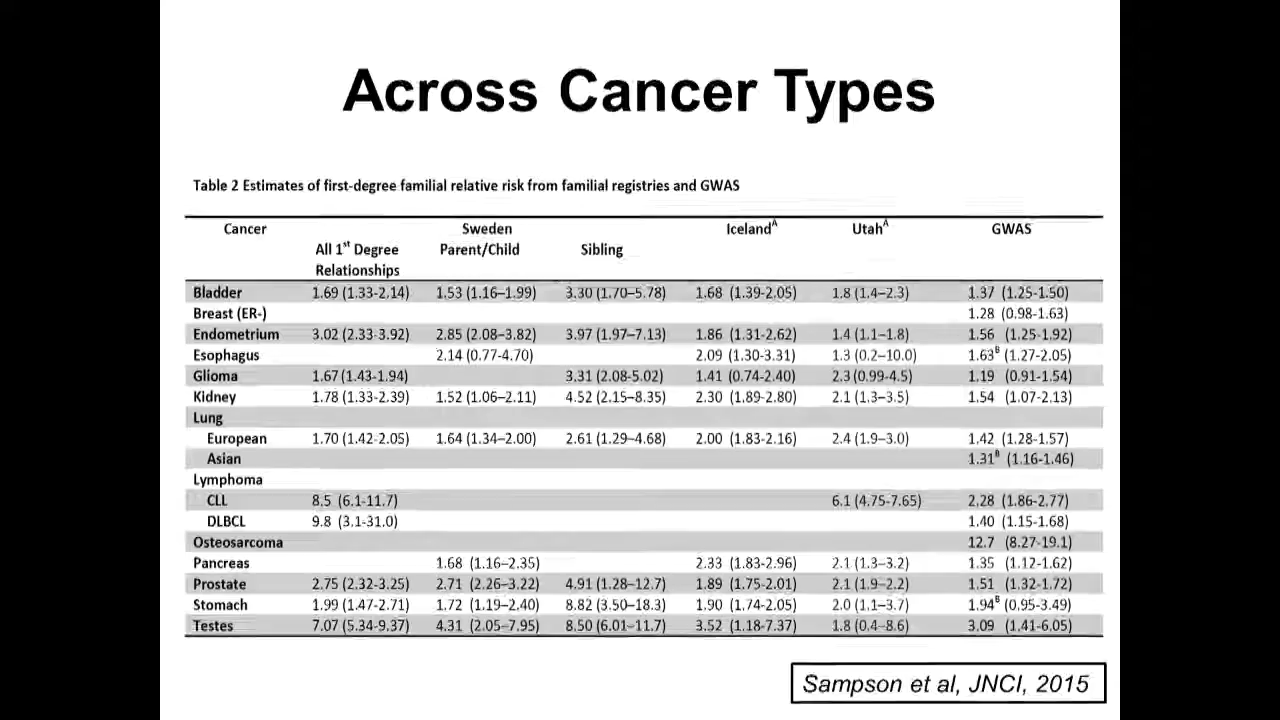 Across Cancer Types
Table 2 Estimates of first-degree familial relative risk from familial registries and GWAS
Cancer Sweden Iceland^A Utah^A GWAS
All 1st Degree Parent/Child Sibling
Relationships
Bladder 1.69 (1.33-2.14) 1.53 (1.16–1.99) 3.30 (1.70–5.78) 1.68 (1.39-2.05) 1.8 (1.4–2.3) 1.37 (1.25-1.50)
Breast (ER-) 1.28 (0.98-1.63)
Endometrium 3.02 (2.33-3.92) 2.85 (2.08–3.82) 3.97 (1.97–7.13) 1.86 (1.31-2.62) 1.4 (1.1–1.8) 1.56 (1.25-1.92)
Esophagus 2.14 (0.77-4.70) 2.09 (1.30-3.31) 1.3 (0.2–10.0) 1.63^B (1.27-2.05)
Glioma 1.67 (1.43-1.94) 3.31 (2.08-5.02) 1.41 (0.74-2.40) 2.3 (0.99-4.5) 1.19 (0.91-1.54)
Kidney 1.78 (1.33-2.39) 1.52 (1.06–2.11) 4.52 (2.15–8.35) 2.30 (1.89-2.80) 2.1 (1.3–3.5) 1.54 (1.07-2.13)
Lung
European 1.70 (1.42-2.05) 1.64 (1.34–2.00) 2.61 (1.29–4.68) 2.00 (1.83-2.16) 2.4 (1.9–3.0) 1.42 (1.28-1.57)
Asian 1.31^B (1.16-1.46)
Lymphoma
CLL 8.5 (6.1-11.7) 6.1 (4.75-7.65) 2.28 (1.86-2.77)
DLBCL 9.8 (3.1-31.0) 1.40 (1.15-1.68)
Osteosarcoma 12.7 (8.27-19.1)
Pancreas 1.68 (1.16–2.35) 2.33 (1.83-2.96) 2.1 (1.3–3.2) 1.35 (1.12-1.62)
Prostate 2.75 (2.32-3.25) 2.71 (2.26–3.22) 4.91 (1.28–12.7) 1.89 (1.75-2.01) 2.1 (1.9–2.2) 1.51 (1.32-1.72)
Stomach 1.99 (1.47-2.71) 1.72 (1.19–2.40) 8.82 (3.50–18.3) 1.90 (1.74-2.05) 2.0 (1.1–3.7) 1.94^B (0.95-3.49)
Testes 7.07 (5.34-9.37) 4.31 (2.05–7.95) 8.50 (6.01–11.7) 3.52 (1.18-7.37) 1.8 (0.4–8.6) 3.09 (1.41-6.05)
Sampson et al, JNCI, 2015